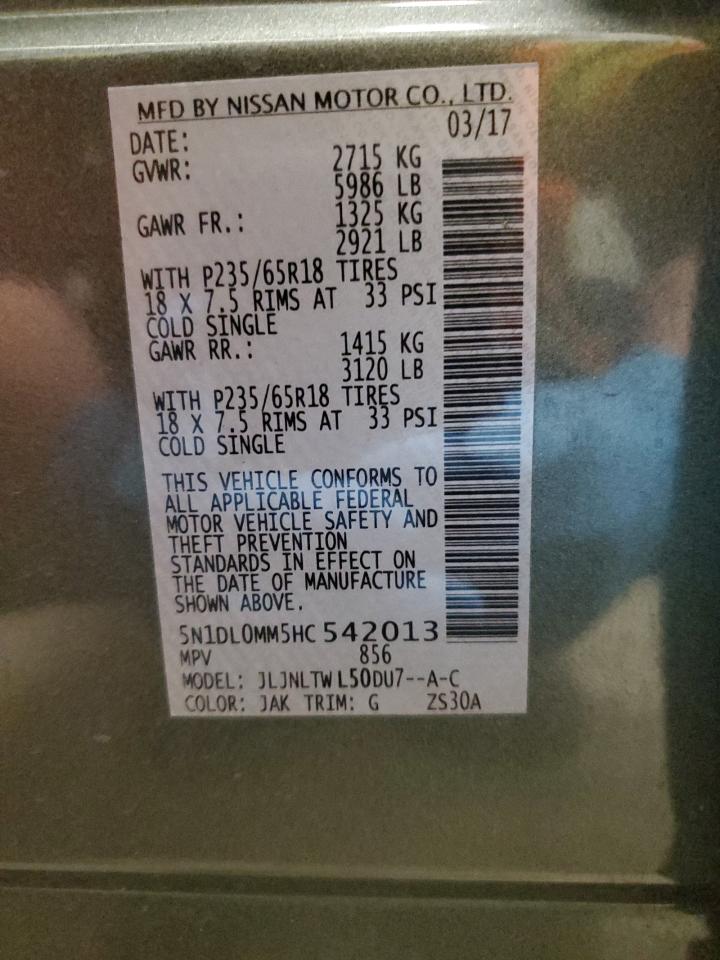 MFD BY NISSAN MOTOR CO., LTD.
DATE: 03/17
GVWR: 2715 KG
5986 LB
GAWR FR.: 1325 KG
2921 LB
WITH P235/65R18 TIRES
18 X 7.5 RIMS AT 33 PSI
COLD SINGLE
GAWR RR.: 1415 KG
3120 LB
WITH P235/65R18 TIRES
18 X 7.5 RIMS AT 33 PSI
COLD SINGLE
THIS VEHICLE CONFORMS TO
ALL APPLICABLE FEDERAL
MOTOR VEHICLE SAFETY AND
THEFT PREVENTION
STANDARDS IN EFFECT ON
THE DATE OF MANUFACTURE
SHOWN ABOVE.
5N1DL0MM5HC 542013
MPV 856
MODEL: JLJNLTWL50DU7--A-C
COLOR: JAK TRIM: G ZS30A